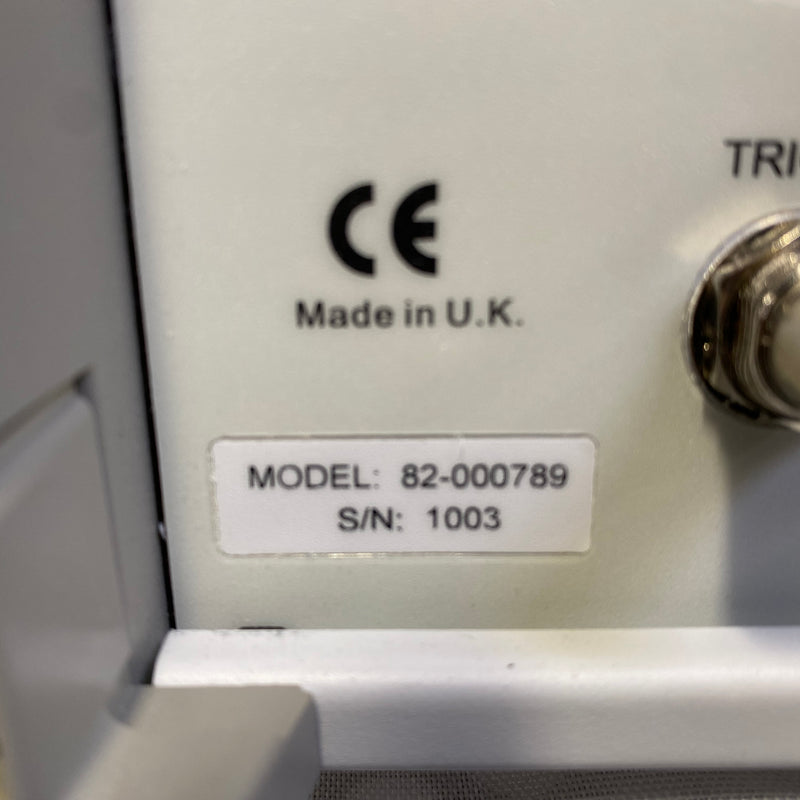 TRI
CE
Made in U.K.
MODEL: 82-000789
S/N: 1003